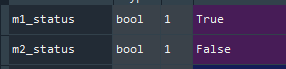 m1_status bool 1 True
m2_status bool 1 False